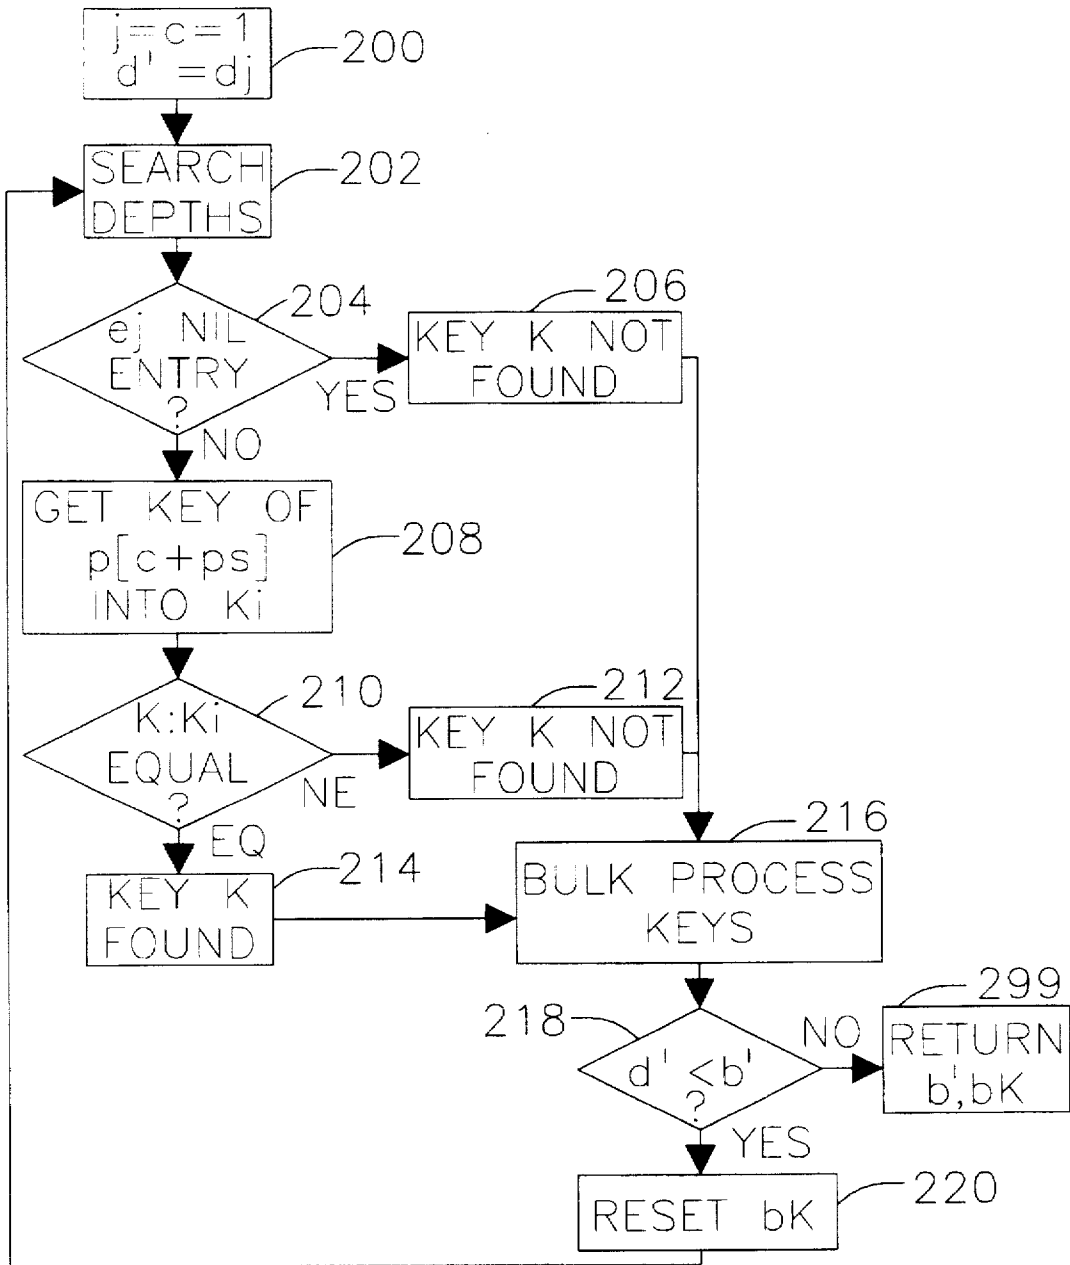 j=c=1
d' =dj
200
SEARCH
DEPTHS
202
ej NIL
ENTRY
?
204
YES
NO
206
KEY K NOT
FOUND
GET KEY OF
p[c+ps]
INTO Ki
208
K:Ki
EQUAL
?
210
NE
EQ
212
KEY K NOT
FOUND
KEY K
FOUND
214
216
BULK PROCESS
KEYS
218
d' <b'
?
NO
YES
299
RETURN
b',bK
RESET bK
220